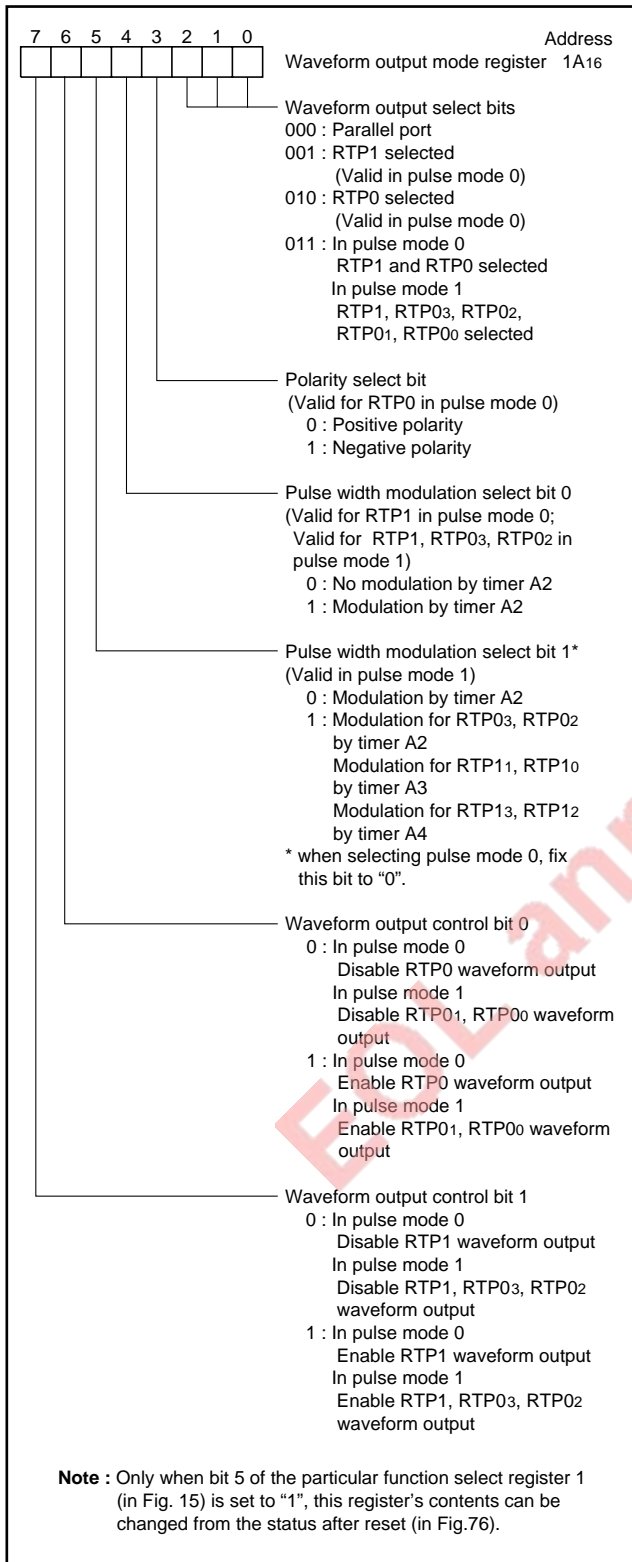 7 6 5 4 3 2 1 0
Address
Waveform output mode register 1A16
Waveform output select bits
000 : Parallel port
001 : RTP1 selected
(Valid in pulse mode 0)
010 : RTP0 selected
(Valid in pulse mode 0)
011 : In pulse mode 0
RTP1 and RTP0 selected
In pulse mode 1
RTP1, RTP03, RTP02,
RTP01, RTP00 selected
Polarity select bit
(Valid for RTP0 in pulse mode 0)
0 : Positive polarity
1 : Negative polarity
Pulse width modulation select bit 0
(Valid for RTP1 in pulse mode 0;
Valid for RTP1, RTP03, RTP02 in
pulse mode 1)
0 : No modulation by timer A2
1 : Modulation by timer A2
Pulse width modulation select bit 1*
(Valid in pulse mode 1)
0 : Modulation by timer A2
1 : Modulation for RTP03, RTP02
by timer A2
Modulation for RTP11, RTP10
by timer A3
Modulation for RTP13, RTP12
by timer A4
* when selecting pulse mode 0, fix
this bit to “0”.
Waveform output control bit 0
0 : In pulse mode 0
Disable RTP0 waveform output
In pulse mode 1
Disable RTP01, RTP00 waveform
output
1 : In pulse mode 0
Enable RTP0 waveform output
In pulse mode 1
Enable RTP01, RTP00 waveform
output
Waveform output control bit 1
0 : In pulse mode 0
Disable RTP1 waveform output
In pulse mode 1
Disable RTP1, RTP03, RTP02
waveform output
1 : In pulse mode 0
Enable RTP1 waveform output
In pulse mode 1
Enable RTP1, RTP03, RTP02
waveform output
Note : Only when bit 5 of the particular function select register 1
(in Fig. 15) is set to “1”, this register’s contents can be
changed from the status after reset (in Fig.76).
EOL